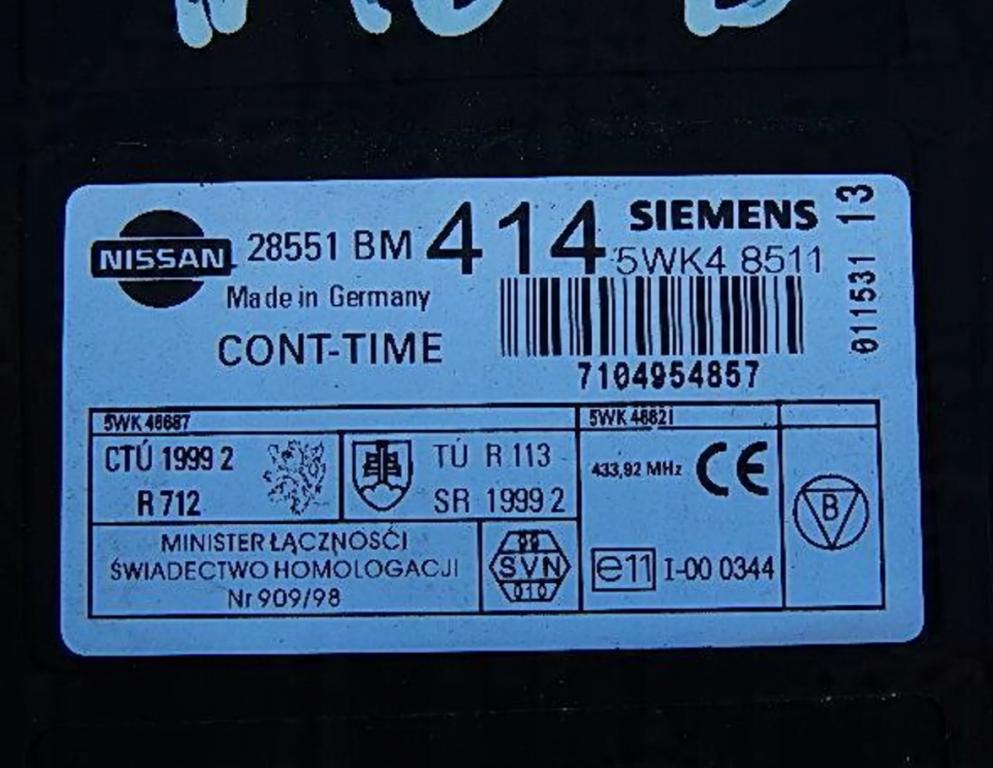 NISSAN 28551 BM 414
SIEMENS
5WK4 8511
Made in Germany
CONT-TIME
7104954857
011531 13
5WK 48687
CTÚ 1999 2
R 712
TÚ R 113
SR 1999 2
MINISTER ŁĄCZNOŚCI
ŚWIADECTWO HOMOLOGACJI
Nr 909/98
99
SVN
010
5WK 48821
433,92 MHz CE
e11 I-00 0344
B